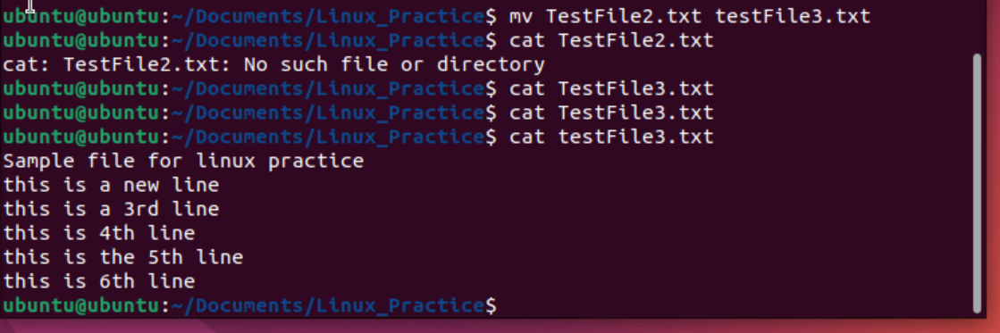 ubuntu@ubuntu:~/Documents/Linux_Practice$ mv TestFile2.txt testFile3.txt
ubuntu@ubuntu:~/Documents/Linux_Practice$ cat TestFile2.txt
cat: TestFile2.txt: No such file or directory
ubuntu@ubuntu:~/Documents/Linux_Practice$ cat TestFile3.txt
ubuntu@ubuntu:~/Documents/Linux_Practice$ cat TestFile3.txt
ubuntu@ubuntu:~/Documents/Linux_Practice$ cat testFile3.txt
Sample file for linux practice
this is a new line
this is a 3rd line
this is 4th line
this is the 5th line
this is 6th line
ubuntu@ubuntu:~/Documents/Linux_Practice$